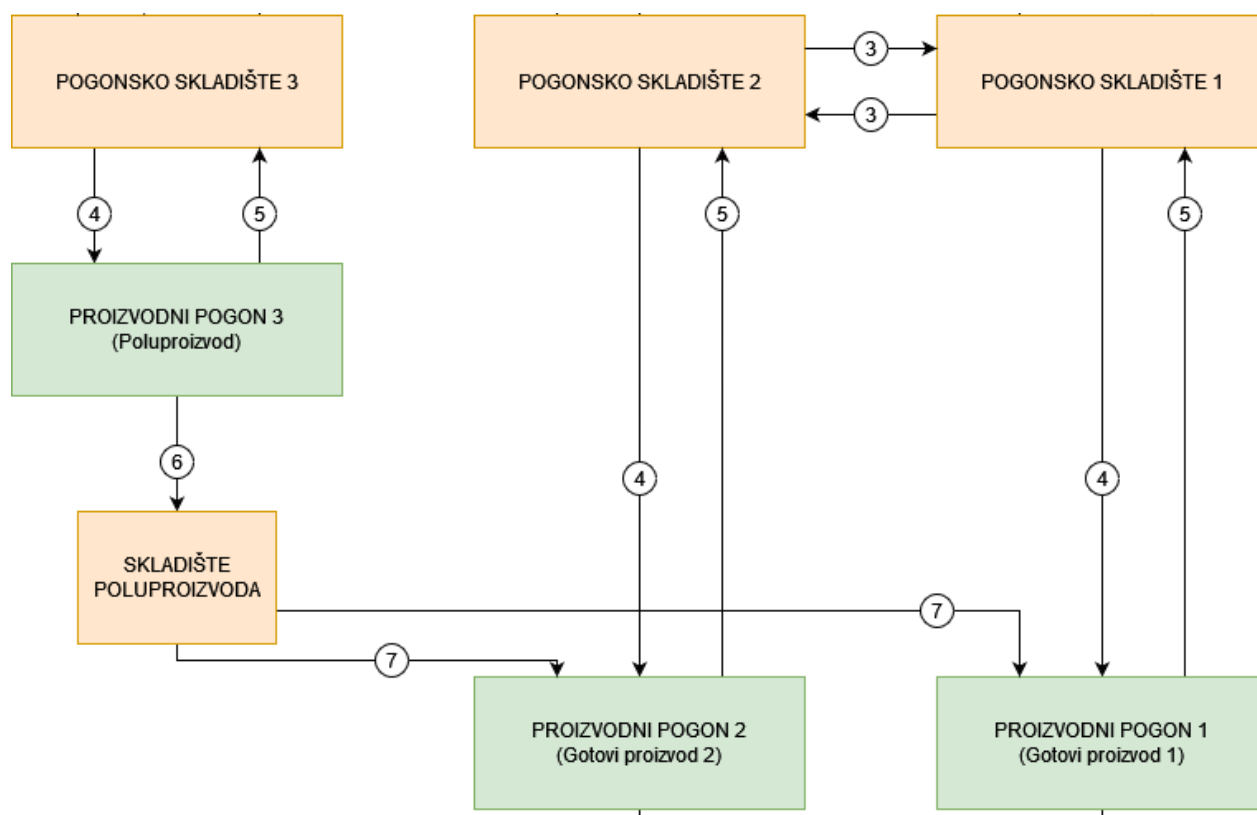 POGONSKO SKLADIŠTE 3
POGONSKO SKLADIŠTE 2
3
POGONSKO SKLADIŠTE 1
3
4
5
5
5
PROIZVODNI POGON 3
(Poluproizvod)
6
4
4
SKLADIŠTE
POLUPROIZVODA
7
7
PROIZVODNI POGON 2
(Gotovi proizvod 2)
PROIZVODNI POGON 1
(Gotovi proizvod 1)